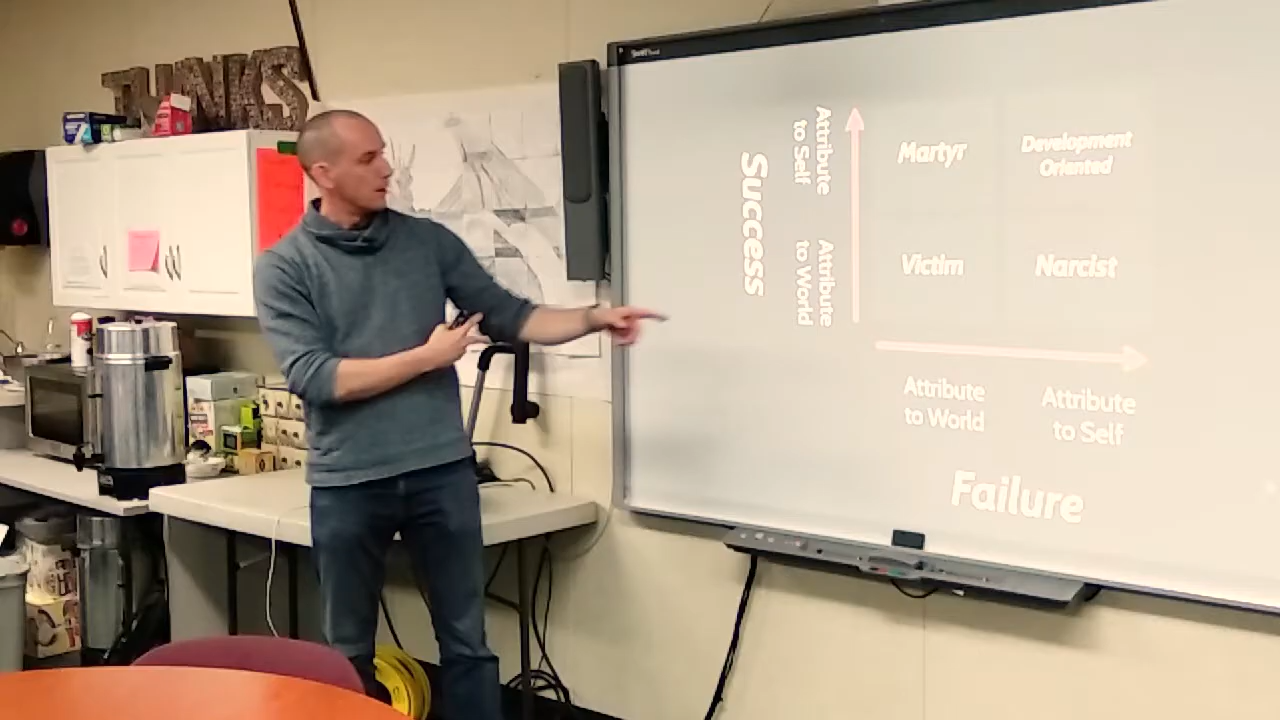 Success
Attribute
to Self
Attribute
to World
Martyr
Development
Oriented
Victim
Narcist
Attribute
to World
Attribute
to Self
Failure